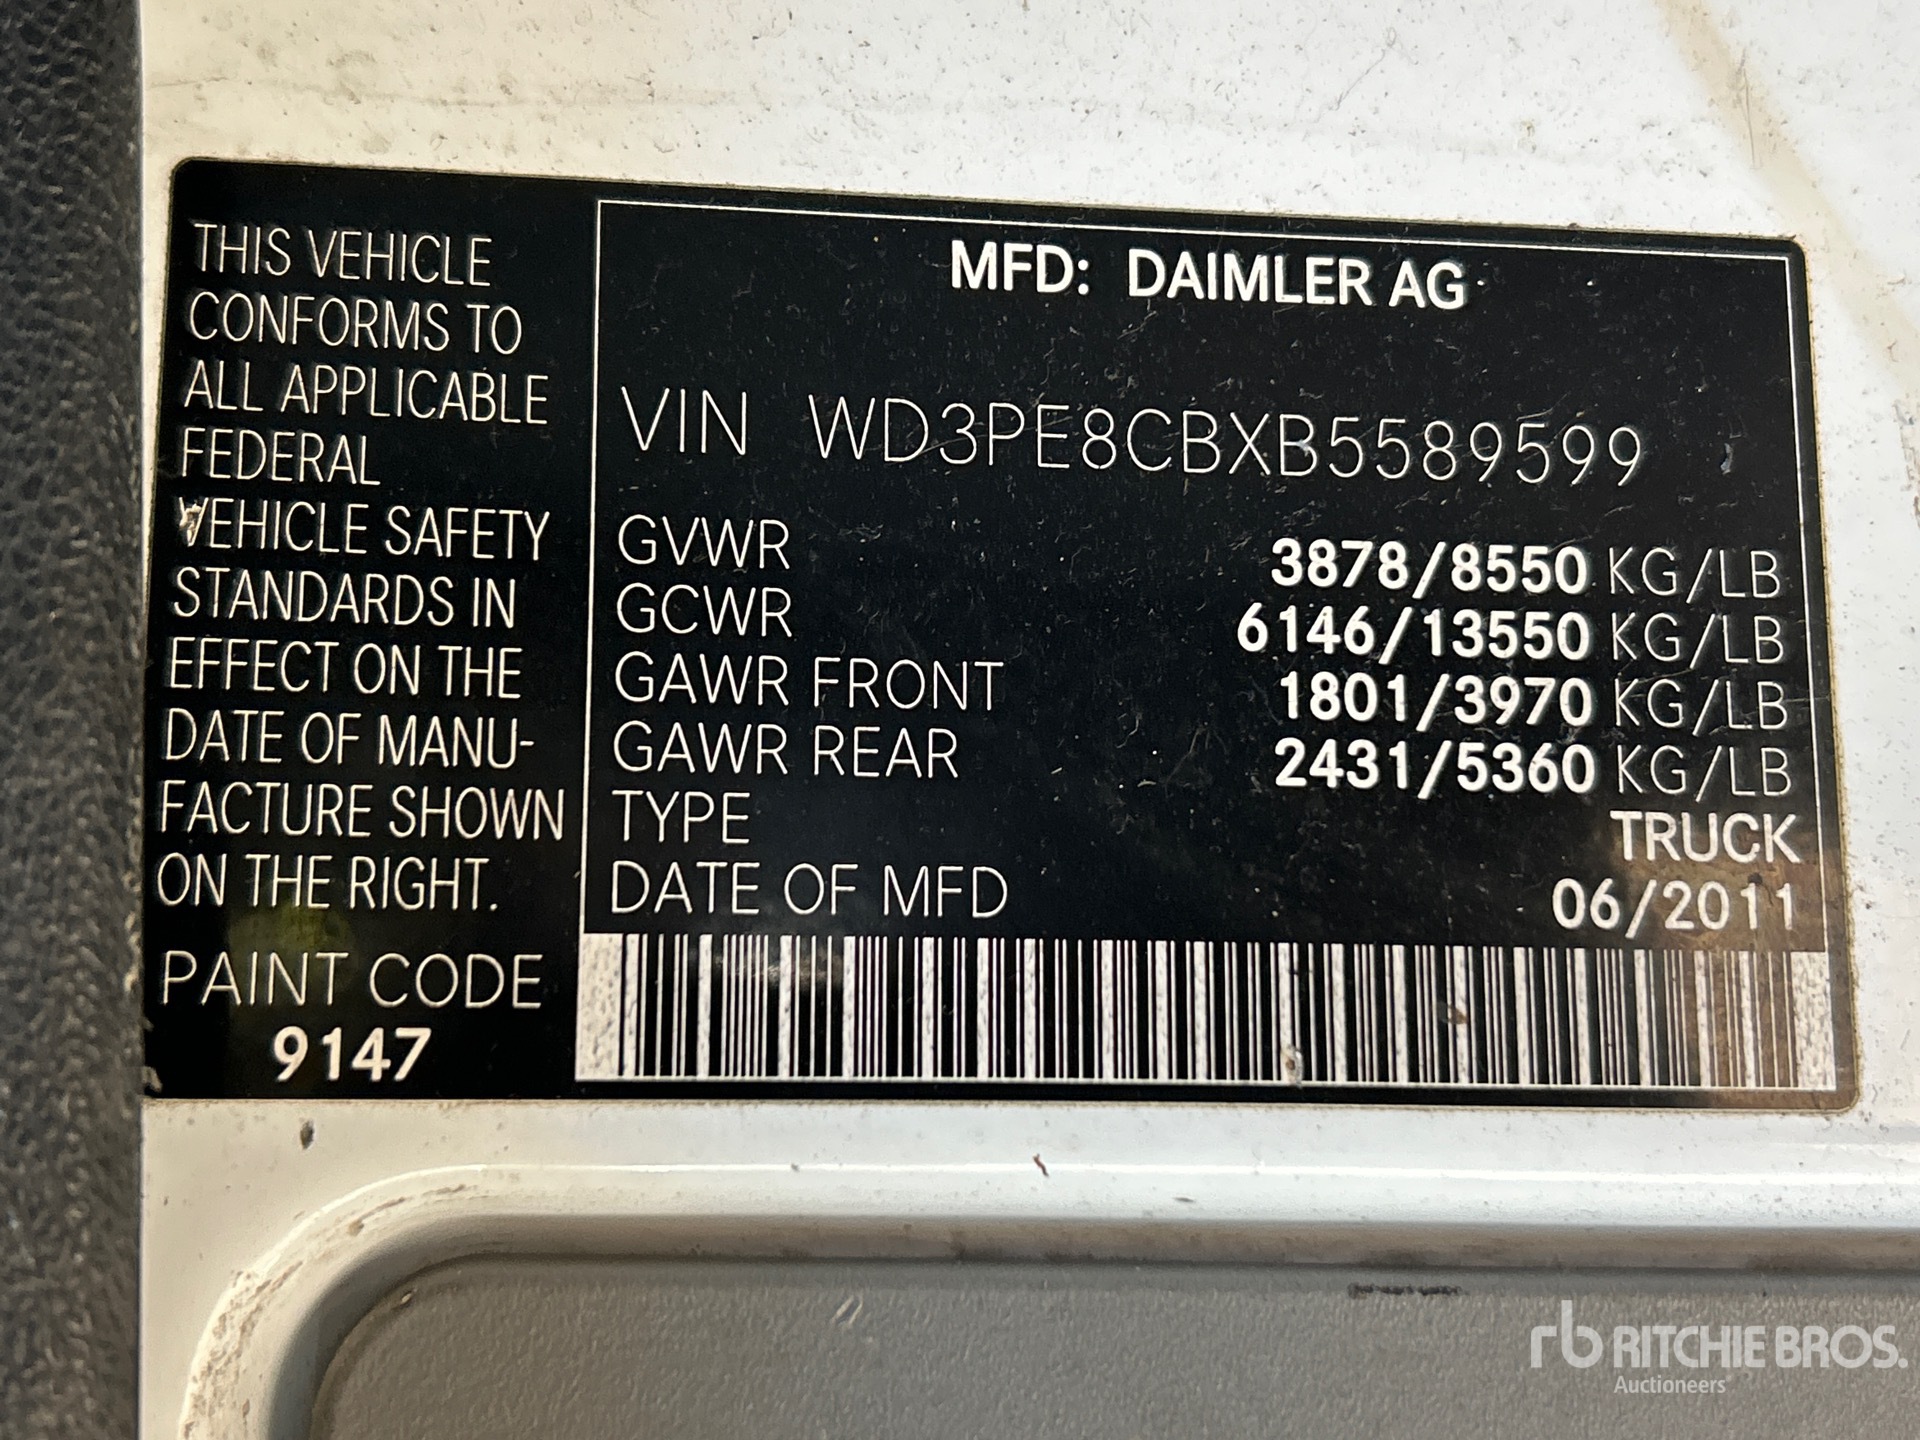 THIS VEHICLE
CONFORMS TO
ALL APPLICABLE
FEDERAL
VEHICLE SAFETY
STANDARDS IN
EFFECT ON THE
DATE OF MANU-
FACTURE SHOWN
ON THE RIGHT.
PAINT CODE
9147
MFD: DAIMLER AG
VIN WD3PE8CBXB5589599
GVWR 3878/8550 KG/LB
GCWR 6146/13550 KG/LB
GAWR FRONT 1801/3970 KG/LB
GAWR REAR 2431/5360 KG/LB
TYPE TRUCK
DATE OF MFD 06/2011
rb RITCHIE BROS.
Auctioneers